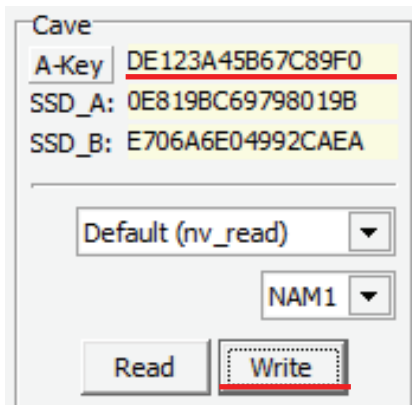 Cave
A-Key DE123A45B67C89F0
SSD_A: 0E819BC69798019B
SSD_B: E706A6E04992CAEA
Default (nv_read)
NAM1
Read Write